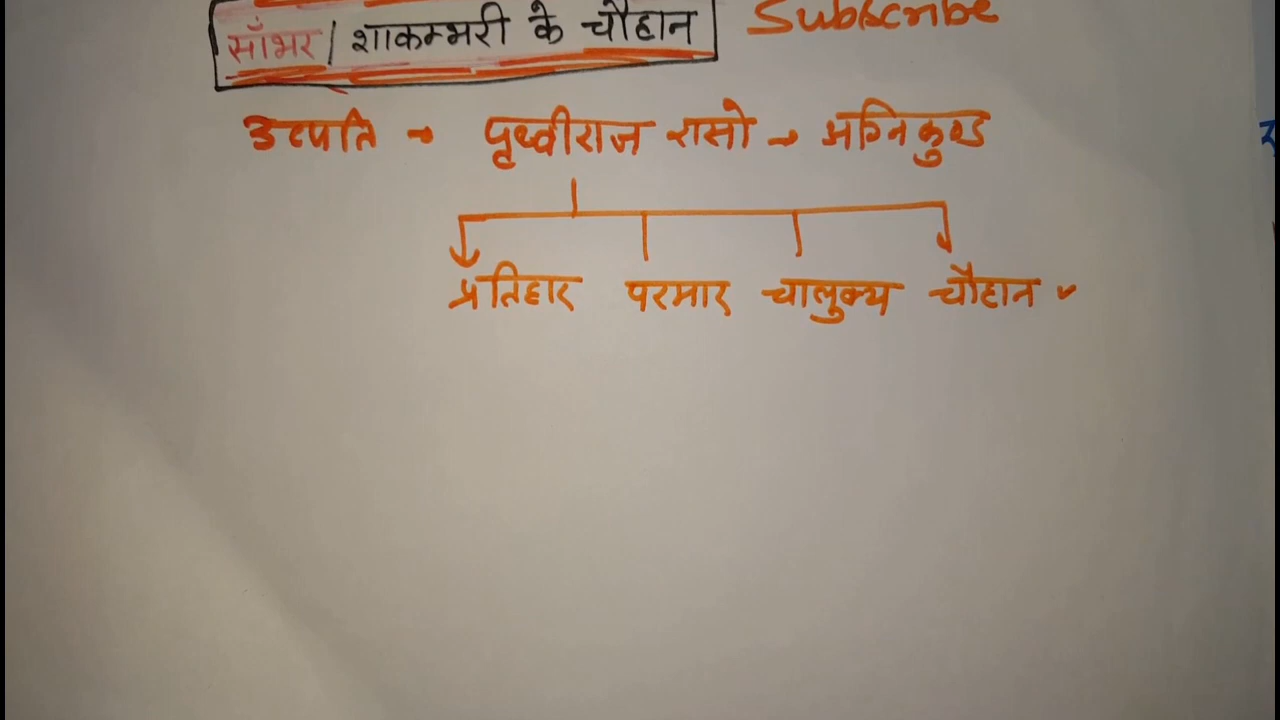 साँभर / शाकम्भरी के चौहान Subscribe
उत्पति → पृथ्वीराज रासो → अग्निकुण्ड
प्रतिहार परमार चालुक्य चौहान